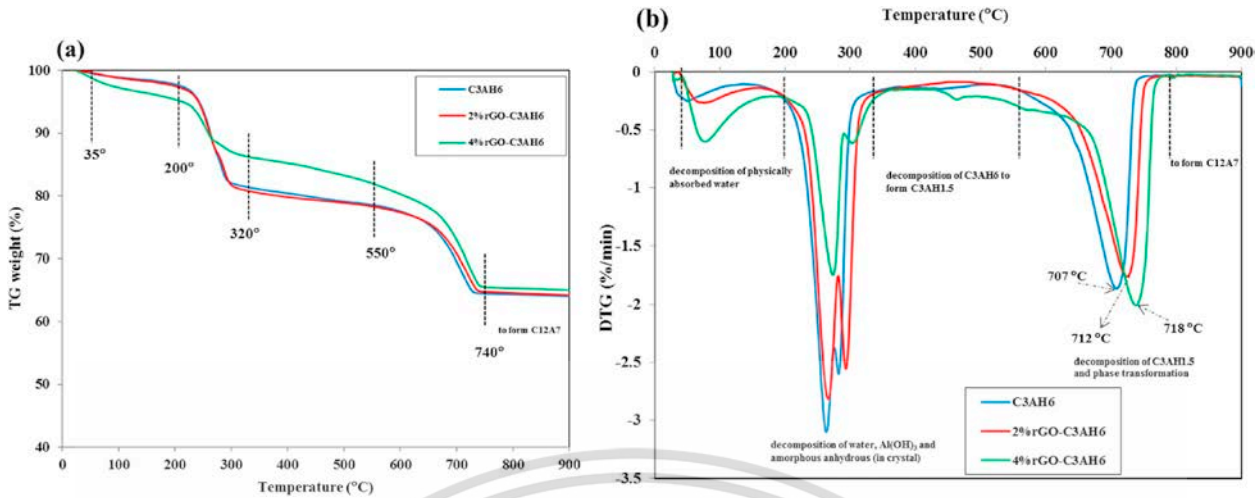 (a)
TG weight (%)
100
90
80
70
60
50
40
0
100
200
300
400
500
600
700
800
900
Temperature (°C)
C3AH6
2%rGO-C3AH6
4%rGO-C3AH6
35°
200°
320°
550°
740°
to form C12A7
(b)
Temperature (°C)
0
100
200
300
400
500
600
700
800
900
DTG (%/min)
0
-0.5
-1
-1.5
-2
-2.5
-3
-3.5
decomposition of physically
absorbed water
decomposition of C3AH6 to
form C3AH1.5
to form C12A7
707 °C
712 °C
718 °C
decomposition of C3AH1.5
and phase transformation
decomposition of water, Al(OH)3 and
amorphous anhydrous (in crystal)
C3AH6
2%rGO-C3AH6
4%rGO-C3AH6